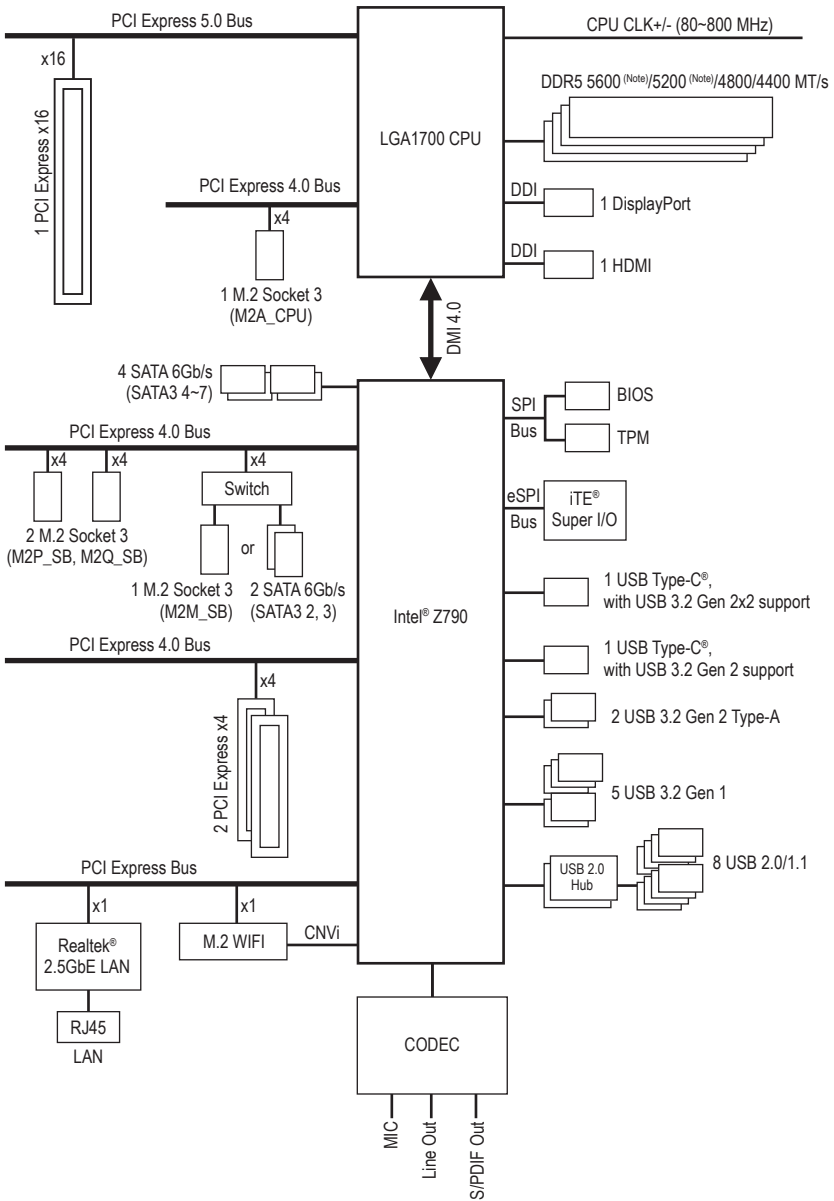 PCI Express 5.0 Bus
CPU CLK+/- (80~800 MHz)
x16
DDR5 5600 (Note)/5200 (Note)/4800/4400 MT/s
1 PCI Express x16
LGA1700 CPU
PCI Express 4.0 Bus
x4
DDI
1 DisplayPort
DDI
1 HDMI
1 M.2 Socket 3
(M2A_CPU)
DMI 4.0
4 SATA 6Gb/s
(SATA3 4~7)
SPI
Bus
BIOS
TPM
PCI Express 4.0 Bus
x4
x4
x4
Switch
eSPI
Bus
iTE®
Super I/O
2 M.2 Socket 3
(M2P_SB, M2Q_SB)
or
1 M.2 Socket 3
(M2M_SB)
2 SATA 6Gb/s
(SATA3 2, 3)
Intel® Z790
1 USB Type-C®,
with USB 3.2 Gen 2x2 support
PCI Express 4.0 Bus
x4
1 USB Type-C®,
with USB 3.2 Gen 2 support
2 PCI Express x4
2 USB 3.2 Gen 2 Type-A
5 USB 3.2 Gen 1
PCI Express Bus
USB 2.0
Hub
8 USB 2.0/1.1
x1
x1
Realtek®
2.5GbE LAN
M.2 WIFI
CNVi
RJ45
LAN
CODEC
MIC
Line Out
S/PDIF Out